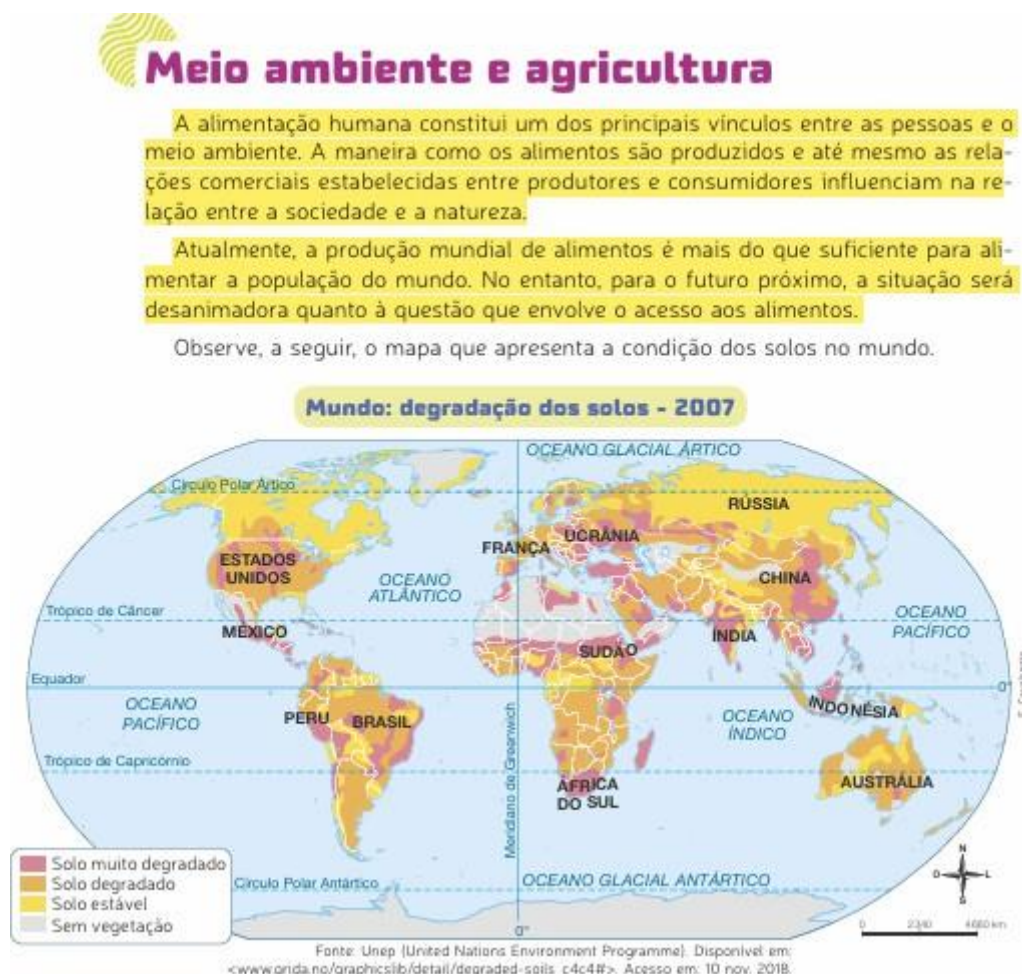 Meio ambiente e agricultura
A alimentação humana constitui um dos principais vínculos entre as pessoas e o
meio ambiente. A maneira como os alimentos são produzidos e até mesmo as rela-
ções comerciais estabelecidas entre produtores e consumidores influenciam na re-
lação entre a sociedade e a natureza.
Atualmente, a produção mundial de alimentos é mais do que suficiente para ali-
mentar a população do mundo. No entanto, para o futuro próximo, a situação será
desanimadora quanto à questão que envolve o acesso aos alimentos.
Observe, a seguir, o mapa que apresenta a condição dos solos no mundo.
Mundo: degradação dos solos - 2007
OCEANO GLACIAL ÁRTICO
Círculo Polar Ártico
RÚSSIA
UCRÂNIA
FRANÇA
ESTADOS
UNIDOS
CHINA
OCEANO
ATLÂNTICO
Trópico de Câncer
OCEANO
PACÍFICO
MÉXICO
ÍNDIA
SUDÃO
Equador
0°
OCEANO
PACÍFICO
PERU
BRASIL
INDONÉSIA
OCEANO
ÍNDICO
Meridiano de Greenwich
Trópico de Capricórnio
ÁFRICA
DO SUL
AUSTRÁLIA
Solo muito degradado
Solo degradado
Solo estável
Sem vegetação
Círculo Polar Antártico
OCEANO GLACIAL ANTÁRTICO
N
O
L
S
0°
0
km
Fonte: Unep (United Nations Environment Programme). Disponível em:
<www.grida.no/graphicslib/detail/degraded-soils_c4c4#>. Acesso em: 10 nov. 2018.